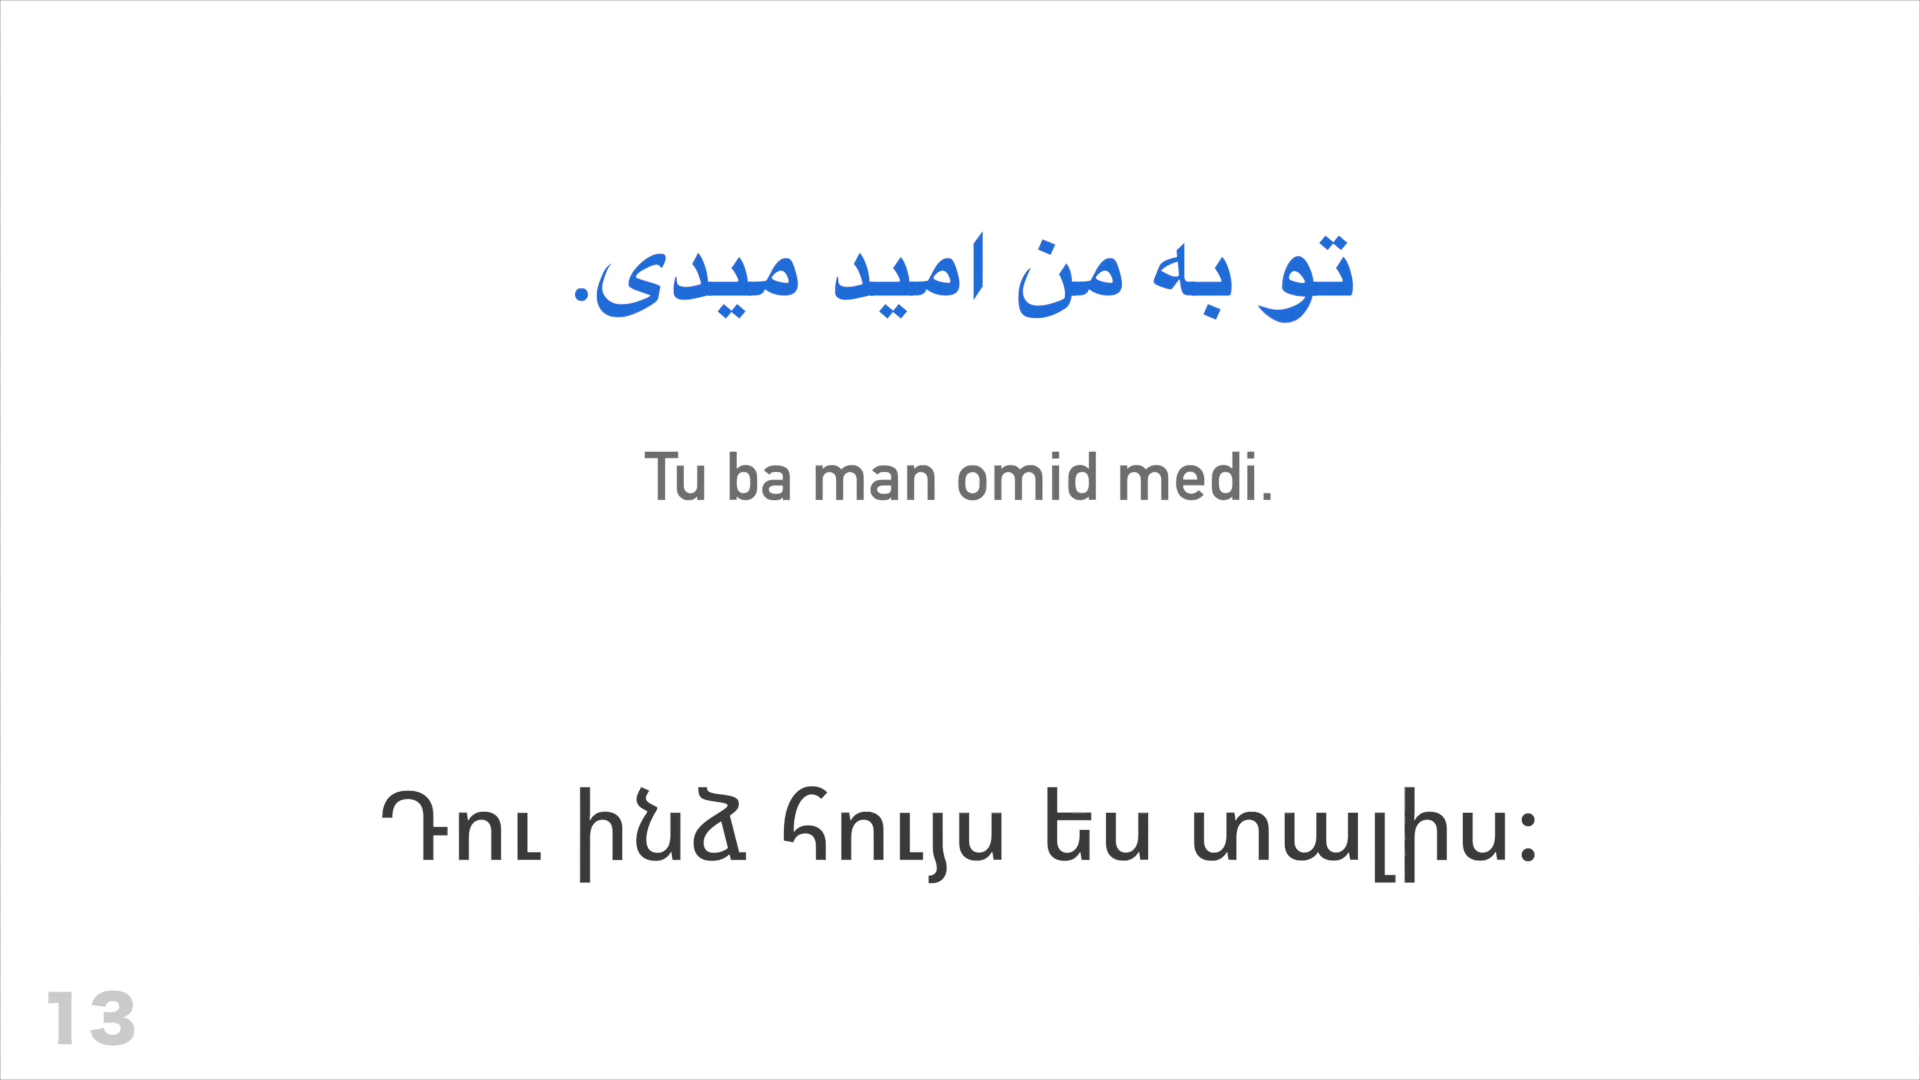 تو به من امید میدی.
Tu ba man omid medi.
Դու ինձ հույս ես տալիս:
13